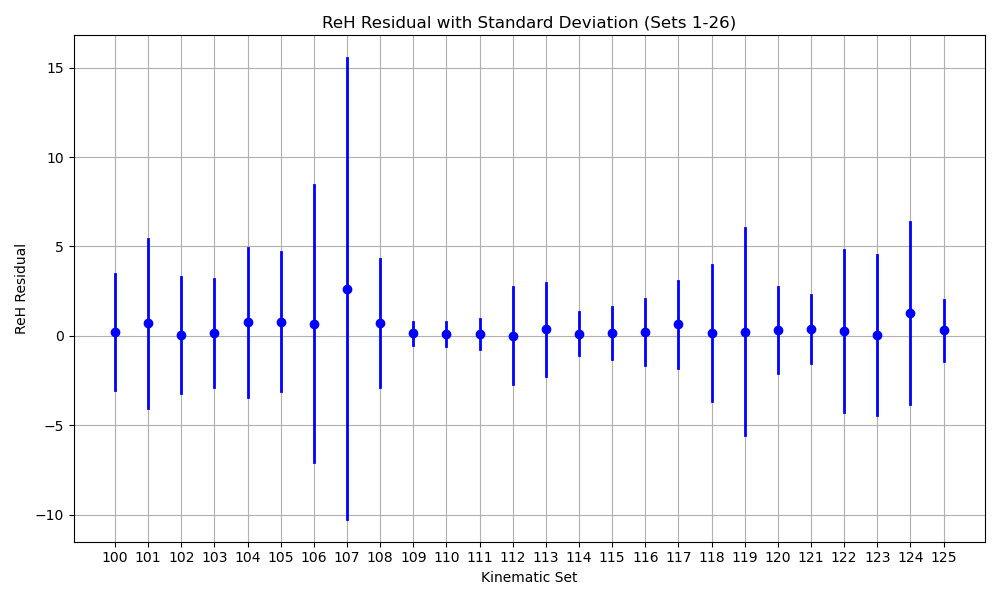 ReH Residual with Standard Deviation (Sets 1-26)
ReH Residual
15
10
5
0
−5
−10
100 101 102 103 104 105 106 107 108 109 110 111 112 113 114 115 116 117 118 119 120 121 122 123 124 125
Kinematic Set